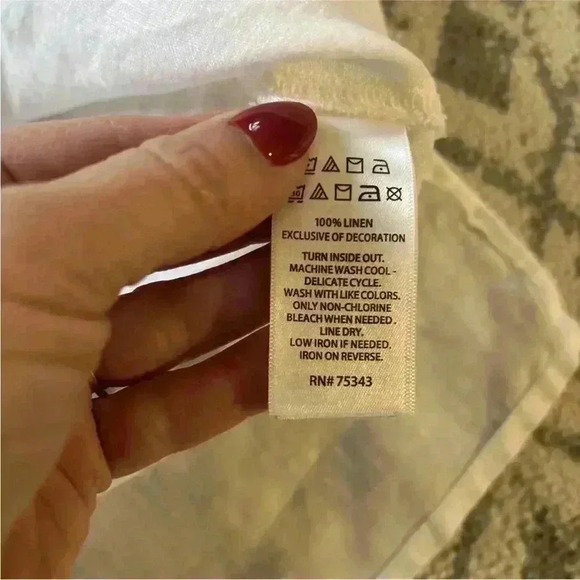 100% LINEN
EXCLUSIVE OF DECORATION
TURN INSIDE OUT.
MACHINE WASH COOL -
DELICATE CYCLE.
WASH WITH LIKE COLORS.
ONLY NON-CHLORINE
BLEACH WHEN NEEDED.
LINE DRY.
LOW IRON IF NEEDED.
IRON ON REVERSE.
RN# 75343